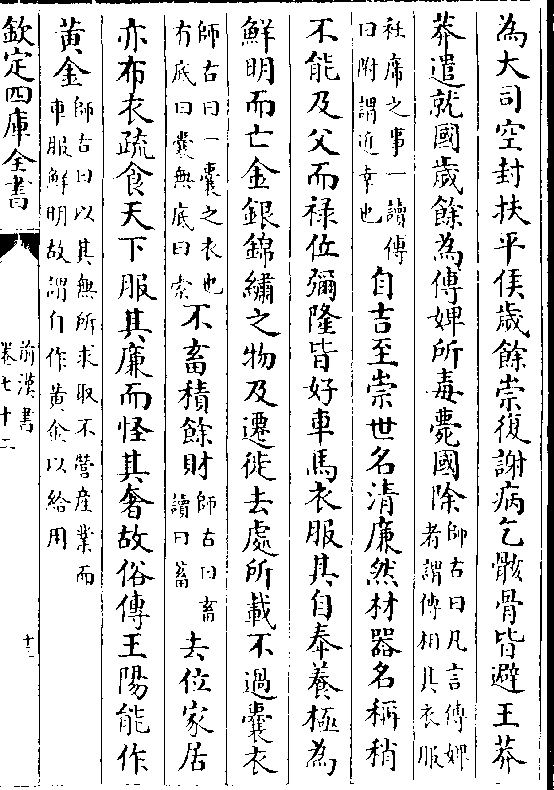 為大司空封扶平侯歲餘崇復謝病乞骸骨皆避王莽
莽遣就國歲餘為傅婢所毒薨國除師古曰凡言傅婢
者謂傅相其衣服
社席之事一讀傅
曰附謂近幸也
自吉至崇世名清廉然材器名稱稍
不能及父而禄位彌隆皆好車馬衣服其自奉養極為
鮮明而亡金銀錦繡之物及遷徙去處所載不過囊衣
師古曰一囊之衣也
有底曰囊無底曰橐
不畜積餘財師古曰畜
讀曰蓄
去位家居
亦布衣疏食天下服其廉而怪其奢故俗傳王陽能作
黄金師古曰以其無所求取不營産業而
車服鮮明故謂自作黄金以給用
欽定四庫全書
前漢書
卷七十二
十二